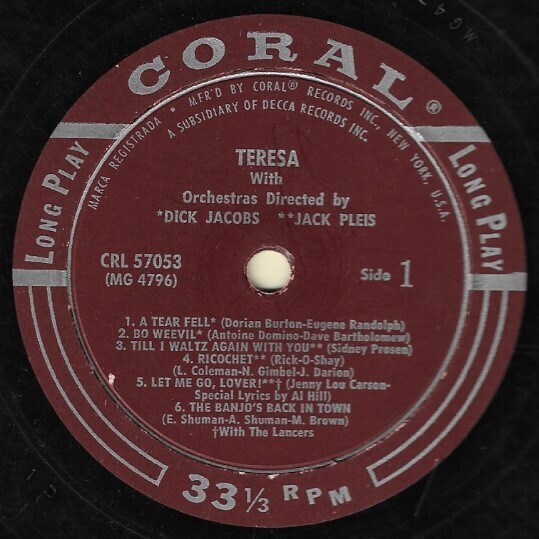 CORAL®
MARCA REGISTRADA • MFR'D BY CORAL® RECORDS INC. NEW YORK, U.S.A.
A SUBSIDIARY OF DECCA RECORDS INC.
LONG PLAY
LONG PLAY
TERESA
With
Orchestras Directed by
*DICK JACOBS **JACK PLEIS
CRL 57053
(MG 4796)
Side 1
1. A TEAR FELL* (Dorian Burton-Eugene Randolph)
2. BO WEEVIL* (Antoine Domino-Dave Bartholomew)
3. TILL I WALTZ AGAIN WITH YOU** (Sidney Prosen)
4. RICOCHET** (Rick-O-Shay)
(L. Coleman-N. Gimbel-J. Darion)
5. LET ME GO, LOVER!**† (Jenny Lou Carson-
Special Lyrics by Al Hill)
6. THE BANJO'S BACK IN TOWN
(E. Shuman-A. Shuman-M. Brown)
†With The Lancers
33 1/3 RPM